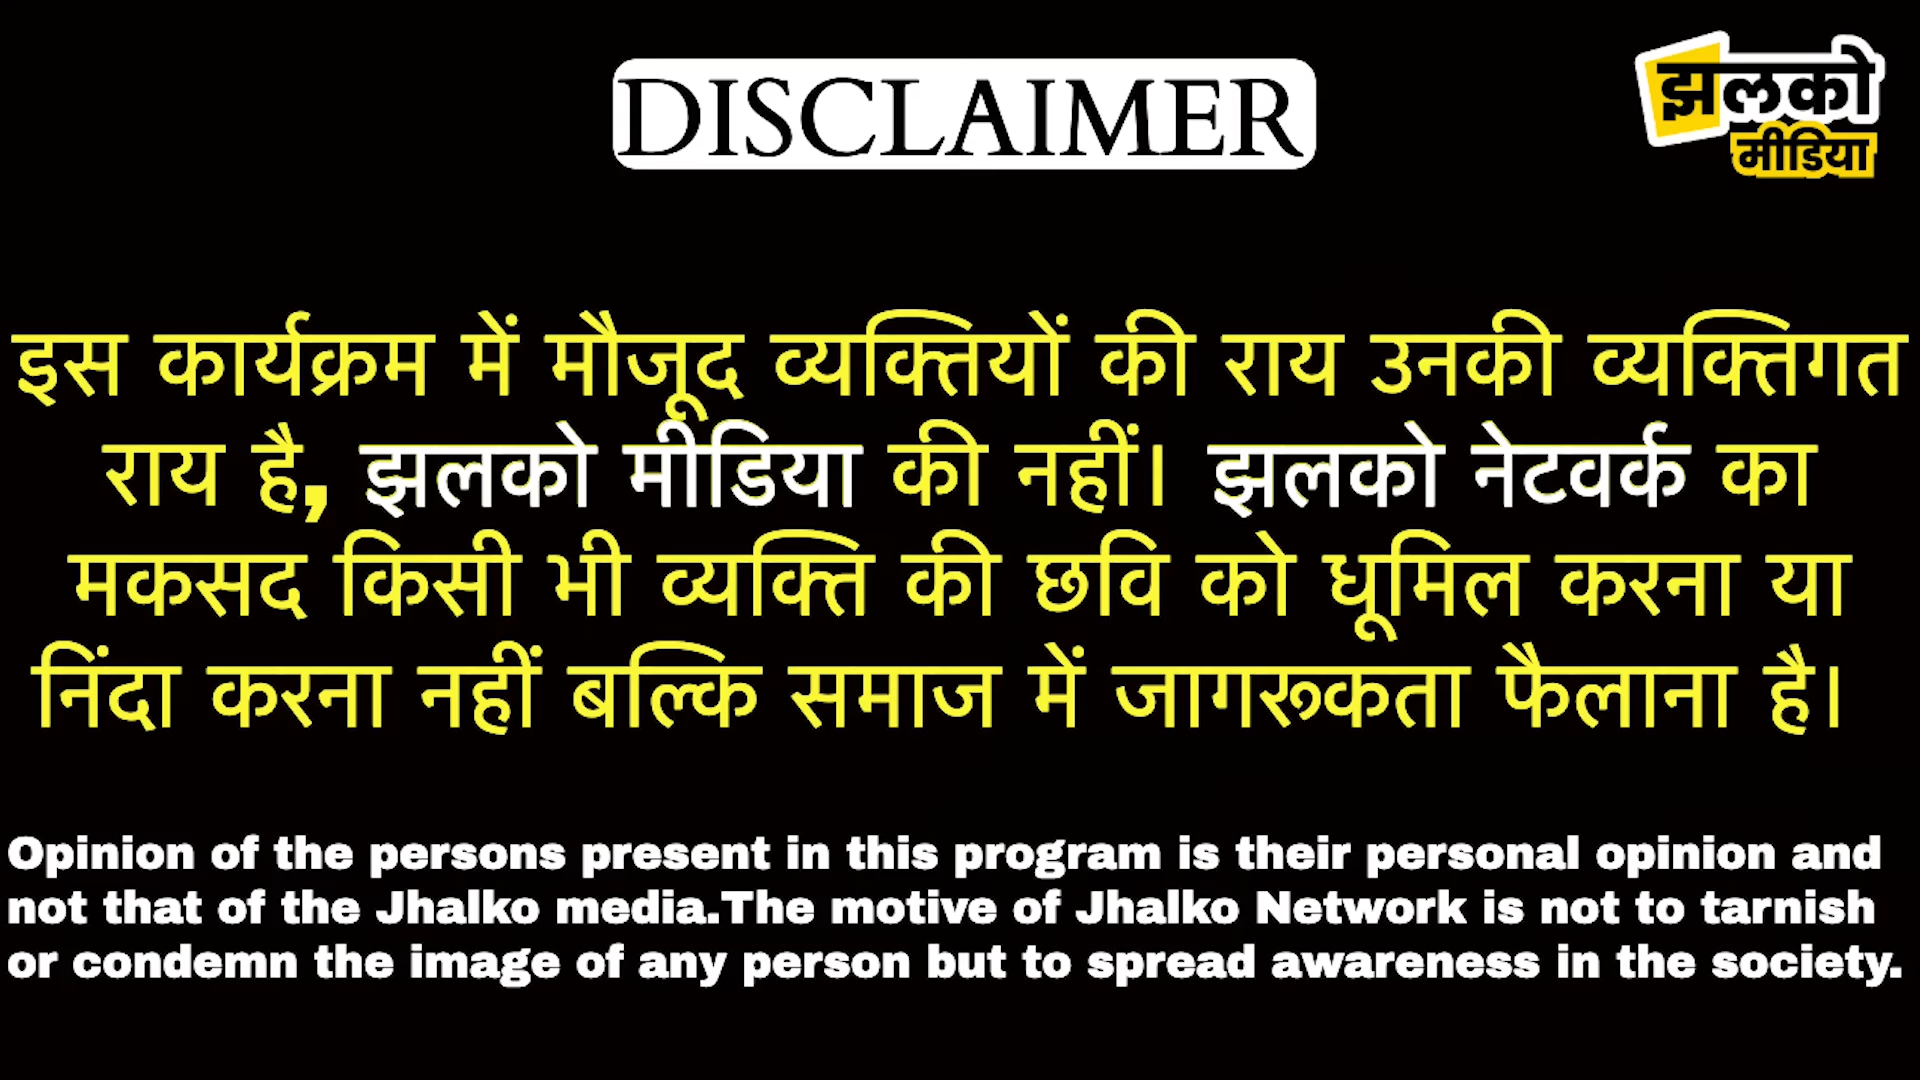 DISCLAIMER
झलको
मीडिया
इस कार्यक्रम में मौजूद व्यक्तियों की राय उनकी व्यक्तिगत
राय है, झलको मीडिया की नहीं। झलको नेटवर्क का
मकसद किसी भी व्यक्ति की छवि को धूमिल करना या
निंदा करना नहीं बल्कि समाज में जागरूकता फैलाना है।
Opinion of the persons present in this program is their personal opinion and
not that of the Jhalko media.The motive of Jhalko Network is not to tarnish
or condemn the image of any person but to spread awareness in the society.